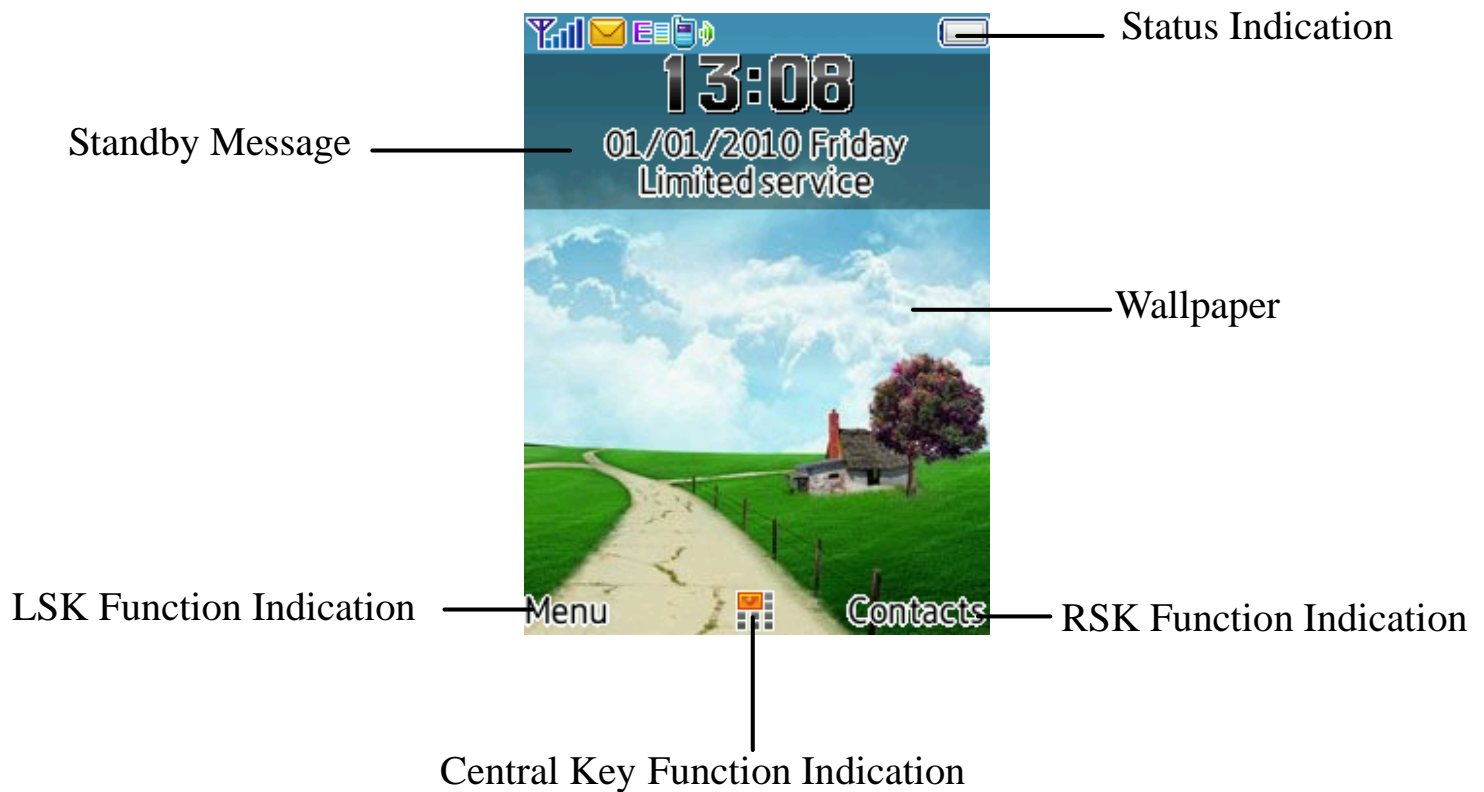 Status Indication
E
13:08
Standby Message
01/01/2010 Friday
Limited service
Wallpaper
LSK Function Indication
Menu
Contacts
RSK Function Indication
Central Key Function Indication